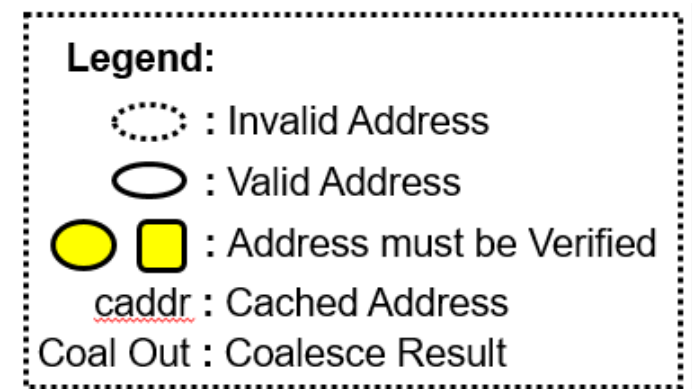 Legend:
: Invalid Address
: Valid Address
: Address must be Verified
caddr : Cached Address
Coal Out : Coalesce Result